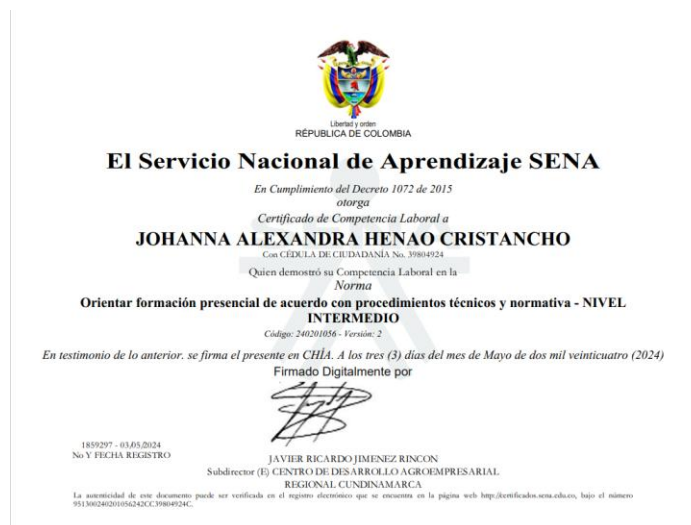 Libertad y orden
RÉPUBLICA DE COLOMBIA
El Servicio Nacional de Aprendizaje SENA
En Cumplimiento del Decreto 1072 de 2015
otorga
Certificado de Competencia Laboral a
JOHANNA ALEXANDRA HENAO CRISTANCHO
Con CÉDULA DE CIUDADANÍA No. 39804924
Quien demostró su Competencia Laboral en la
Norma
Orientar formación presencial de acuerdo con procedimientos técnicos y normativa - NIVEL
INTERMEDIO
Código: 240201056 - Versión: 2
En testimonio de lo anterior. se firma el presente en CHÍA. A los tres (3) días del mes de Mayo de dos mil veinticuatro (2024)
Firmado Digitalmente por
1859297 - 03/05/2024
No Y FECHA REGISTRO
JAVIER RICARDO JIMENEZ RINCON
Subdirector (E) CENTRO DE DESARROLLO AGROEMPRESARIAL
REGIONAL CUNDINAMARCA
La autenticidad de este documento puede ser verificada en el registro electrónico que se encuentra en la página web http://certificados.sena.edu.co, bajo el número
951300240201056242CC39804924C.